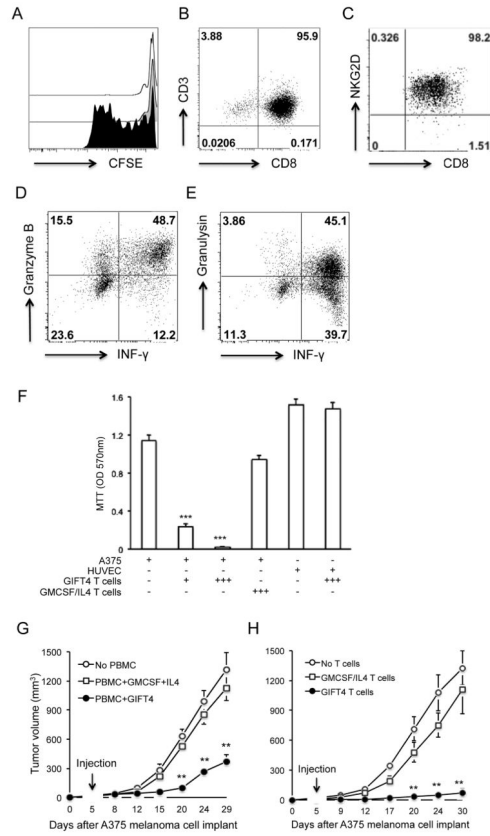 A
CFSE
B
3.88 95.9
CD3
0.0206 0.171
CD8
C
0.326 98.2
NKG2D
0 1.51
CD8
D
15.5 48.7
Granzyme B
23.6 12.2
INF-γ
E
3.86 45.1
Granulysin
11.3 39.7
INF-γ
F
MTT (OD 570nm)
1.6
1.2
0.8
0.4
0
***
***
A375 + + + + - -
HUVEC - - - - + +
GIFT4 T cells - + +++ - - +++
GMCSF/IL4 T cells - - - +++ - -
G
Tumor volume (mm³)
1500
1200
900
600
300
0
No PBMC
PBMC+GMCSF+IL4
PBMC+GIFT4
Injection
** ** **
0 5 8 12 15 20 24 29
Days after A375 melanoma cell implant
H
1500
1200
900
600
300
0
No T cells
GMCSF/IL4 T cells
GIFT4 T cells
Injection
** ** **
0 5 9 12 17 20 24 30
Days after A375 melanoma cell implant